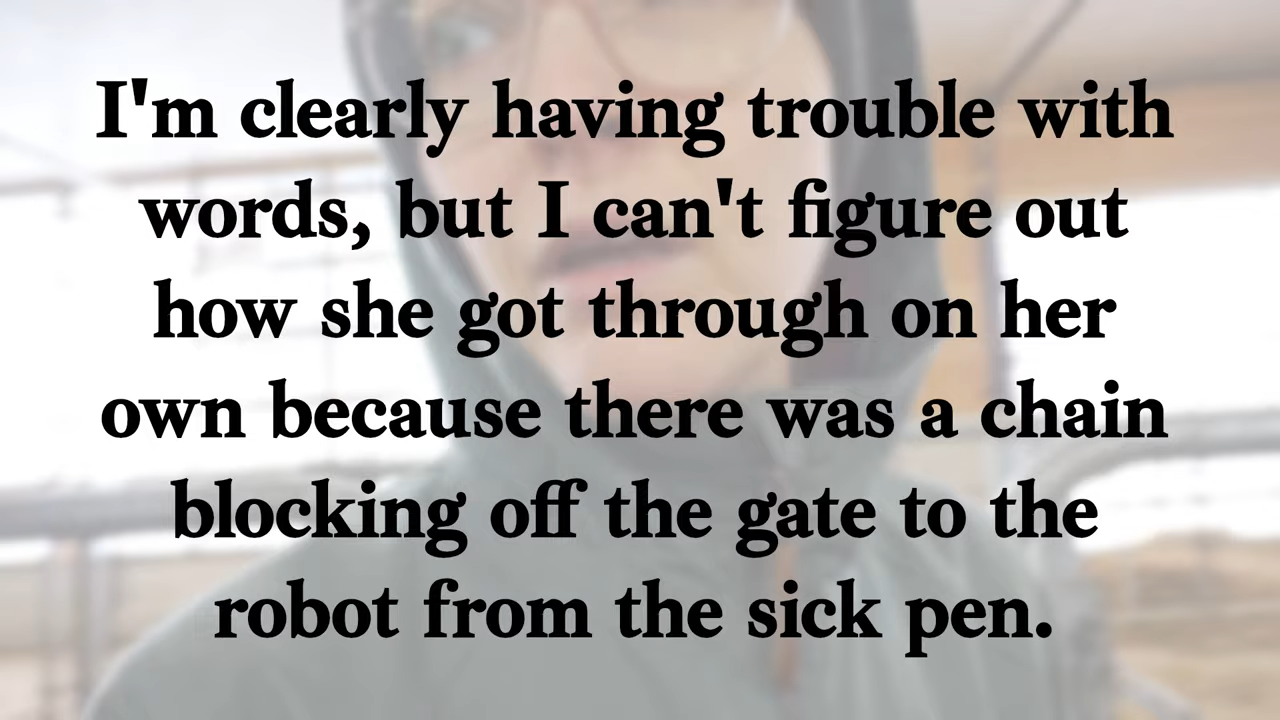 I'm clearly having trouble with
words, but I can't figure out
how she got through on her
own because there was a chain
blocking off the gate to the
robot from the sick pen.